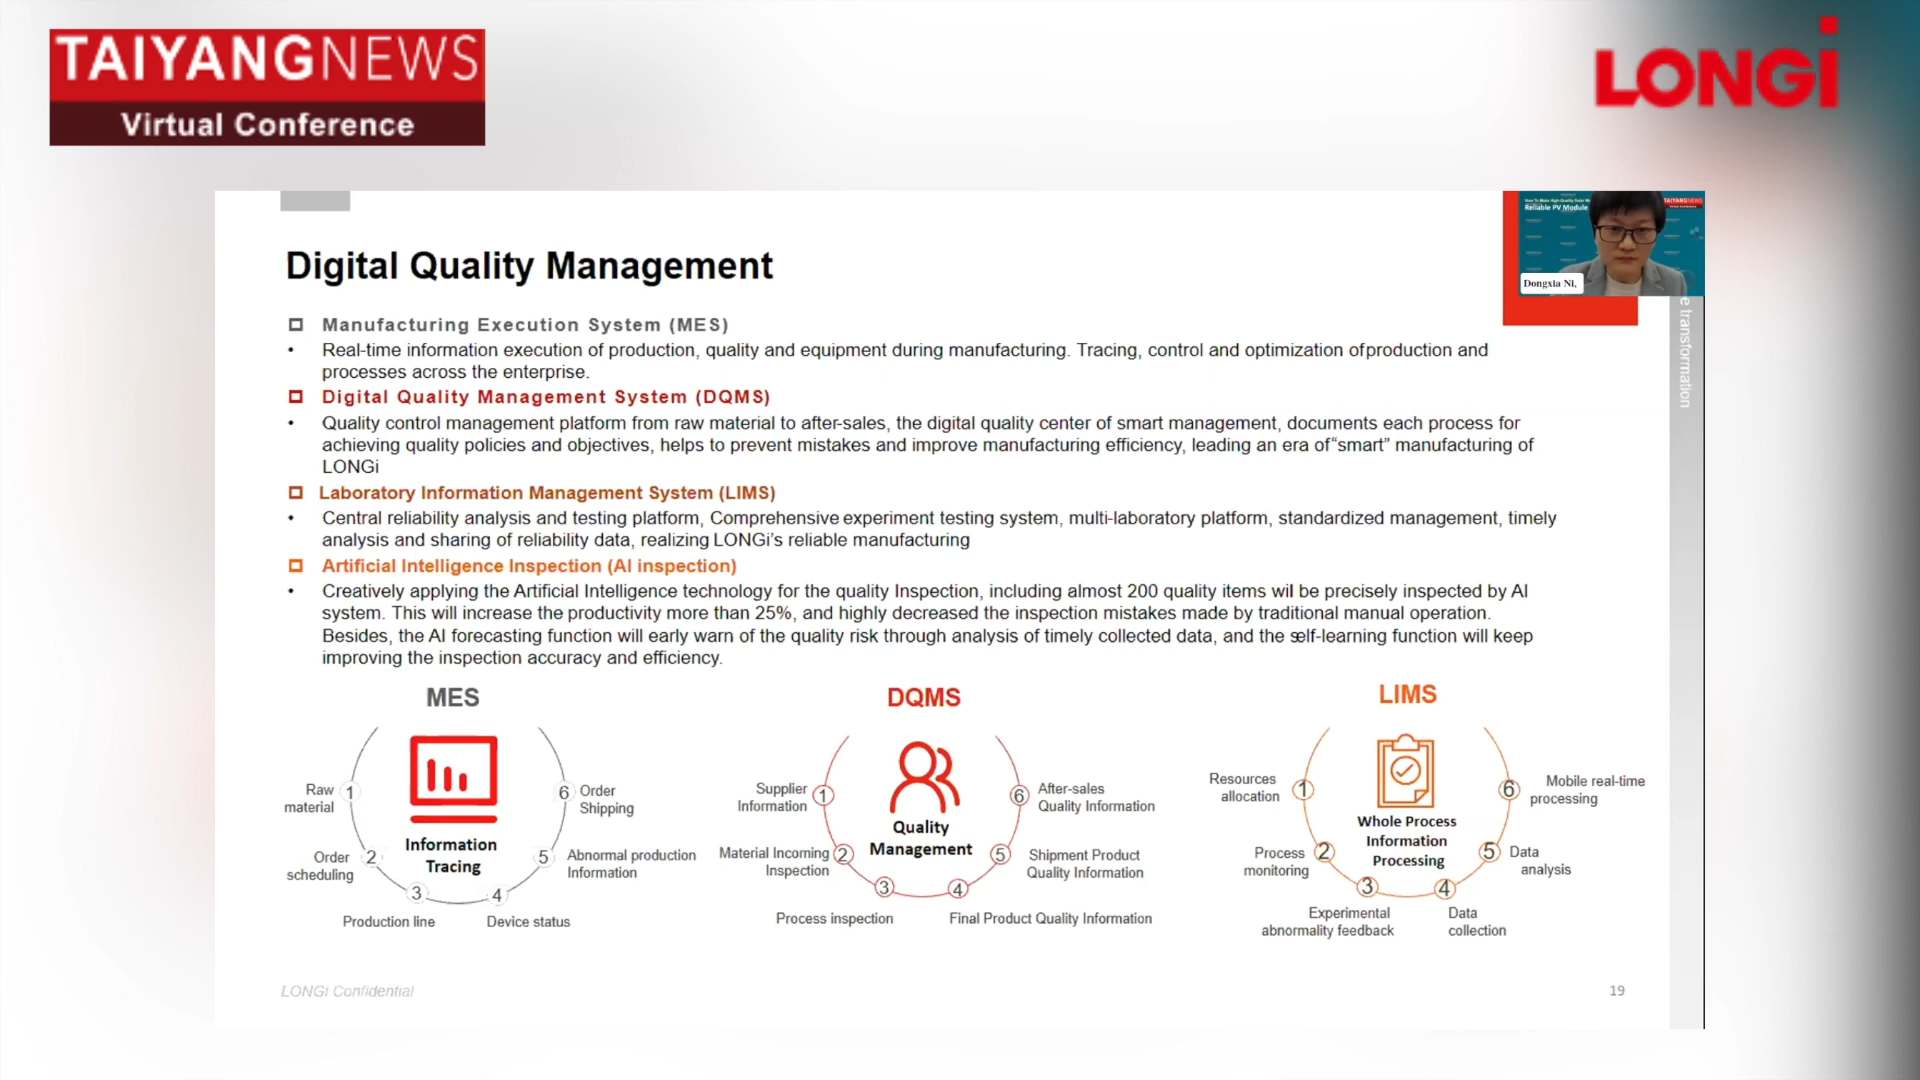 TAIYANGNEWS
Virtual Conference
LONGi
Reliable PV Module
TAIYANGNEWS
Dongxia Ni,
e transformation
Digital Quality Management
Manufacturing Execution System (MES)
• Real-time information execution of production, quality and equipment during manufacturing. Tracing, control and optimization ofproduction and
processes across the enterprise.
Digital Quality Management System (DQMS)
• Quality control management platform from raw material to after-sales, the digital quality center of smart management, documents each process for
achieving quality policies and objectives, helps to prevent mistakes and improve manufacturing efficiency, leading an era of“smart” manufacturing of
LONGi
Laboratory Information Management System (LIMS)
• Central reliability analysis and testing platform, Comprehensive experiment testing system, multi-laboratory platform, standardized management, timely
analysis and sharing of reliability data, realizing LONGi’s reliable manufacturing
Artificial Intelligence Inspection (AI inspection)
• Creatively applying the Artificial Intelligence technology for the quality Inspection, including almost 200 quality items wil be precisely inspected by AI
system. This will increase the productivity more than 25%, and highly decreased the inspection mistakes made by traditional manual operation.
Besides, the AI forecasting function will early warn of the quality risk through analysis of timely collected data, and the self-learning function will keep
improving the inspection accuracy and efficiency.
MES
Information
Tracing
1 Raw
material
2 Order
scheduling
3 Production line
4 Device status
5 Abnormal production
Information
6 Order
Shipping
DQMS
Quality
Management
1 Supplier
Information
2 Material Incoming
Inspection
3 Process inspection
4 Final Product Quality Information
5 Shipment Product
Quality Information
6 After-sales
Quality Information
LIMS
Whole Process
Information
Processing
1 Resources
allocation
2 Process
monitoring
3 Experimental
abnormality feedback
4 Data
collection
5 Data
analysis
6 Mobile real-time
processing
LONGi Confidential
19